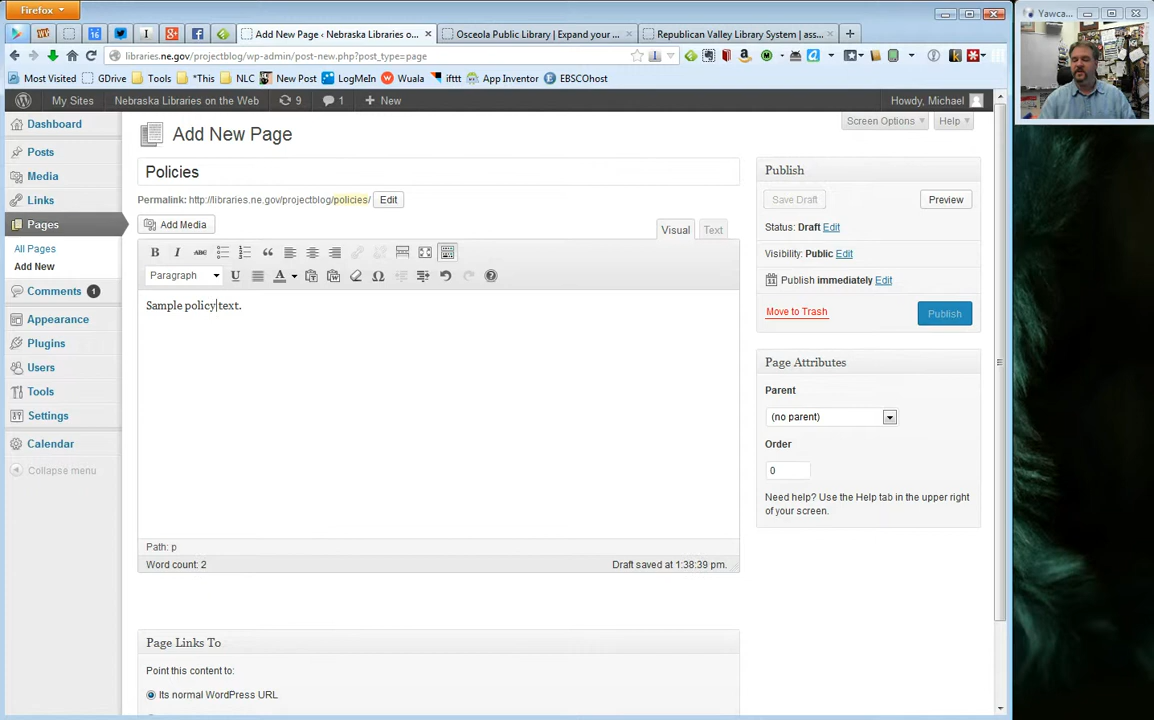 Firefox
Yawca...
16
Add New Page ‹ Nebraska Libraries o...
Osceola Public Library | Expand your ...
Republican Valley Library System | ass...
libraries.ne.gov/projectblog/wp-admin/post-new.php?post_type=page
Most Visited
GDrive
Tools
*This
NLC
New Post
LogMeIn
Wuala
ifttt
App Inventor
EBSCOhost
My Sites
Nebraska Libraries on the Web
9
1
New
Howdy, Michael
Dashboard
Posts
Media
Links
Pages
All Pages
Add New
Comments 1
Appearance
Plugins
Users
Tools
Settings
Calendar
Collapse menu
Screen Options
Help
Add New Page
Policies
Permalink: http://libraries.ne.gov/projectblog/policies/ Edit
Add Media
Visual
Text
B I ABC
Paragraph
U A Ω
Sample policy text.
Path: p
Word count: 2
Draft saved at 1:38:39 pm.
Page Links To
Point this content to:
Its normal WordPress URL
Publish
Save Draft
Preview
Status: Draft Edit
Visibility: Public Edit
Publish immediately Edit
Move to Trash
Publish
Page Attributes
Parent
(no parent)
Order
0
Need help? Use the Help tab in the upper right
of your screen.